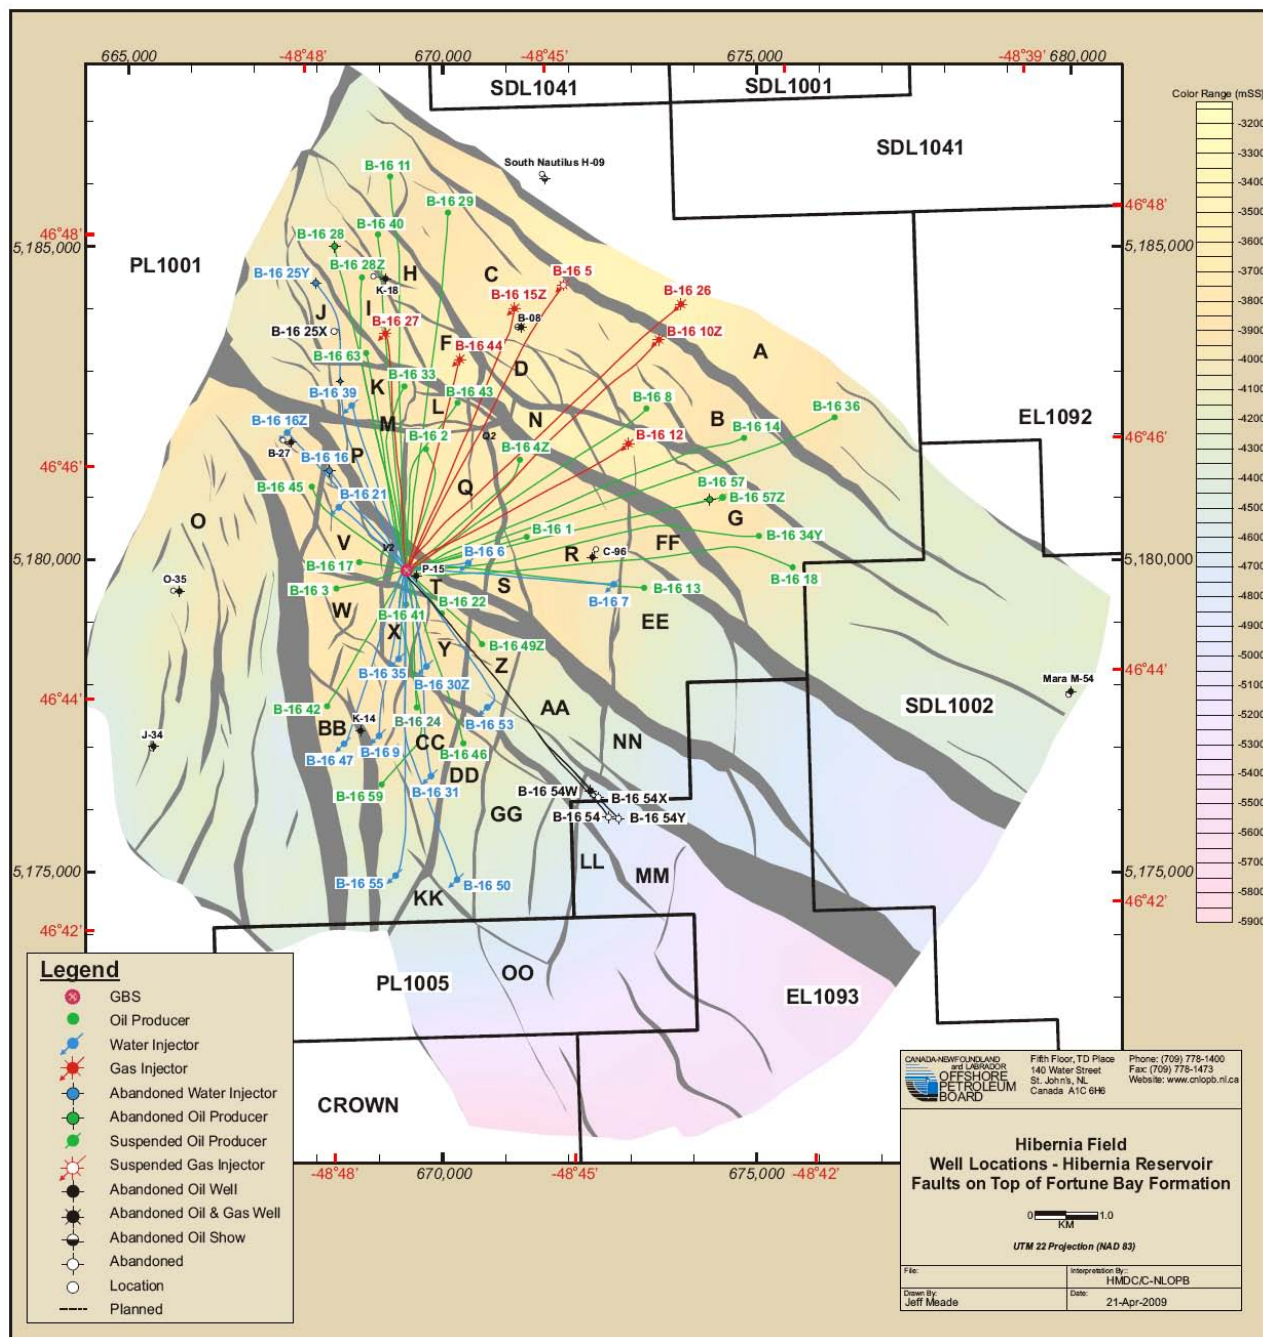 665,000
-48°48'
670,000
-48°45'
675,000
-48°39'
680,000
SDL1041
SDL1001
Color Range (mSS)
-3200
-3300
-3400
-3500
-3600
-3700
-3800
-3900
-4000
-4100
-4200
-4300
-4400
-4500
-4600
-4700
-4800
-4900
-5000
-5100
-5200
-5300
-5400
-5500
-5600
-5700
-5800
-5900
SDL1041
South Nautilus H-09
B-16 11
B-16 29
46°48'
B-16 40
46°48'
B-16 28
5,185,000
5,185,000
PL1001
B-16 25Y
B-16 28Z
H
C
B-16 5
K-18
B-16 15Z
B-16 26
J
I
B-08
B-16 25X
B-16 27
B-16 10Z
F
B-16 44
A
B-16 63
D
K
B-16 33
B-16 39
L
B-16 43
B-16 8
B-16 36
EL1092
B-16 16Z
M
N
B
B-16 14
B-16 2
Q2
B-16 12
46°46'
B-16 4Z
46°46'
B-27
P
B-16 16
B-16 57
B-16 45
B-16 21
Q
B-16 57Z
O
G
B-16 1
B-16 34Y
V
V2
R
C-96
FF
5,180,000
5,180,000
B-16 6
B-16 17
P-15
B-16 18
O-35
B-16 3
T
S
B-16 13
W
B-16 22
B-16 7
B-16 41
EE
X
Y
B-16 49Z
Z
B-16 35
Mara M-54
46°44'
B-16 30Z
46°44'
B-16 42
B-16 53
AA
SDL1002
K-14
B-16 24
BB
J-34
CC
NN
B-16 47
B-16 9
B-16 46
DD
B-16 59
B-16 31
B-16 54W
B-16 54X
GG
B-16 54
B-16 54Y
LL
5,175,000
MM
5,175,000
B-16 55
B-16 50
KK
46°42'
46°42'
OO
PL1005
EL1093
CROWN
-48°48'
670,000
-48°45'
675,000
-48°42'
Legend
GBS
Oil Producer
Water Injector
Gas Injector
Abandoned Water Injector
Abandoned Oil Producer
Suspended Oil Producer
Suspended Gas Injector
Abandoned Oil Well
Abandoned Oil & Gas Well
Abandoned Oil Show
Abandoned
Location
Planned
CANADA-NEWFOUNDLAND
and LABRADOR
OFFSHORE
PETROLEUM
BOARD
Fifth Floor, TD Place
140 Water Street
St. John's, NL
Canada A1C 6H6
Phone: (709) 778-1400
Fax: (709) 778-1473
Website: www.cnlopb.nl.ca
Hibernia Field
Well Locations - Hibernia Reservoir
Faults on Top of Fortune Bay Formation
0 1.0
KM
UTM 22 Projection (NAD 83)
File:
Interpretation By::
HMDC/C-NLOPB
Drawn By:
Jeff Meade
Date:
21-Apr-2009